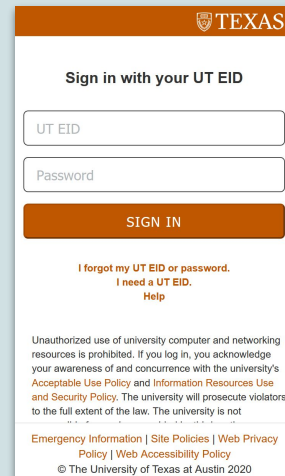 TEXAS
Sign in with your UT EID
UT EID
Password
SIGN IN
I forgot my UT EID or password.
I need a UT EID.
Help
Unauthorized use of university computer and networking
resources is prohibited. If you log in, you acknowledge
your awareness of and concurrence with the university's
Acceptable Use Policy and Information Resources Use
and Security Policy. The university will prosecute violators
to the full extent of the law. The university is not
Emergency Information | Site Policies | Web Privacy
Policy | Web Accessibility Policy
© The University of Texas at Austin 2020